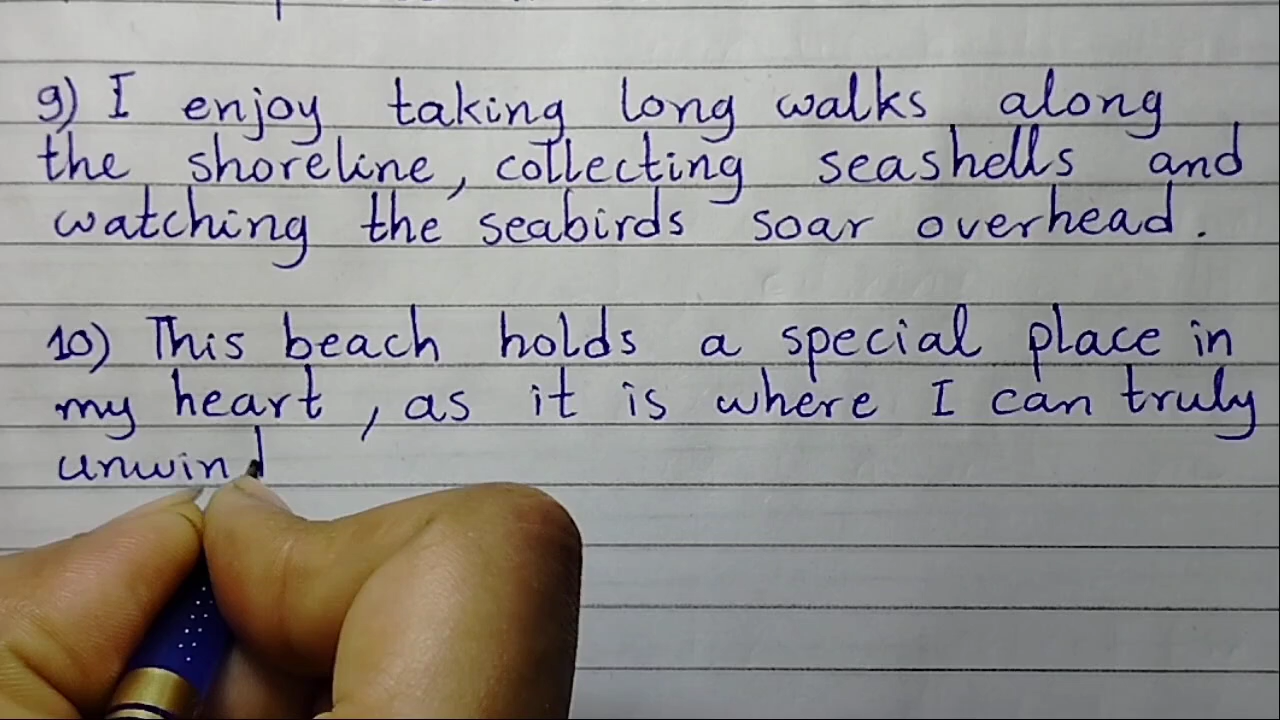 9) I enjoy taking long walks along
the shoreline, collecting seashells and
watching the seabirds soar overhead.
10) This beach holds a special place in
my heart, as it is where I can truly
unwind